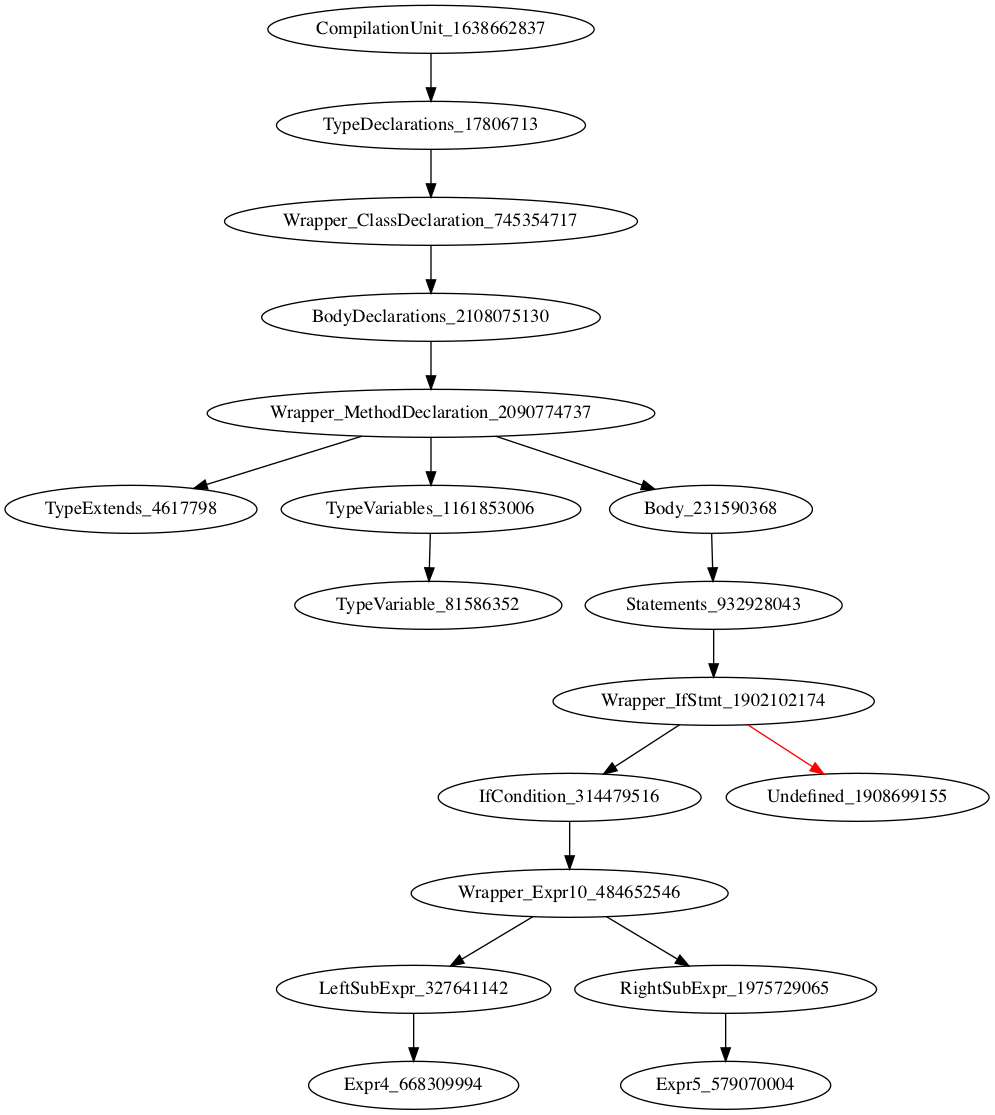 CompilationUnit_1638662837
TypeDeclarations_17806713
Wrapper_ClassDeclaration_745354717
BodyDeclarations_2108075130
Wrapper_MethodDeclaration_2090774737
TypeExtends_4617798
TypeVariables_1161853006
Body_231590368
TypeVariable_81586352
Statements_932928043
Wrapper_IfStmt_1902102174
IfCondition_314479516
Undefined_1908699155
Wrapper_Expr10_484652546
LeftSubExpr_327641142
RightSubExpr_1975729065
Expr4_668309994
Expr5_579070004